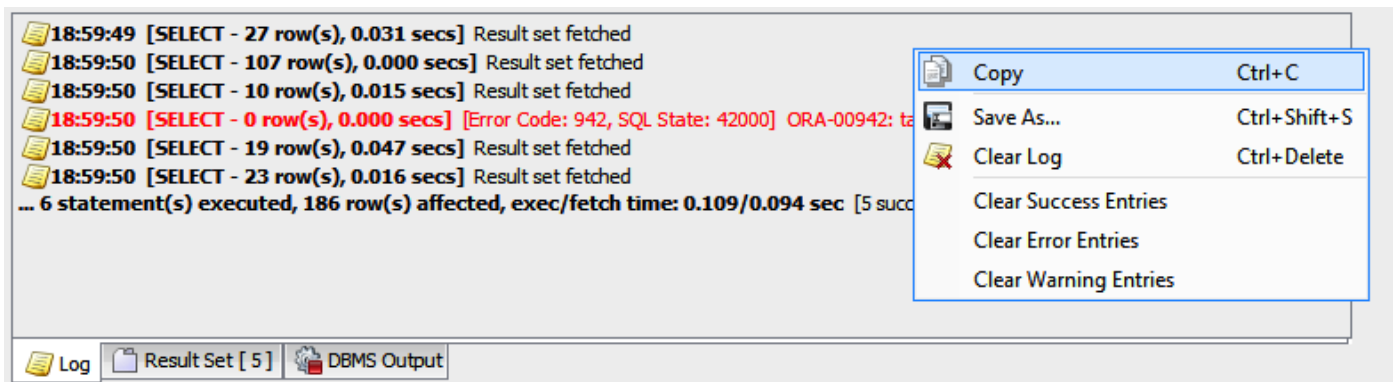 18:59:49 [SELECT - 27 row(s), 0.031 secs] Result set fetched
18:59:50 [SELECT - 107 row(s), 0.000 secs] Result set fetched
18:59:50 [SELECT - 10 row(s), 0.015 secs] Result set fetched
18:59:50 [SELECT - 0 row(s), 0.000 secs] [Error Code: 942, SQL State: 42000] ORA-00942: ta
18:59:50 [SELECT - 19 row(s), 0.047 secs] Result set fetched
18:59:50 [SELECT - 23 row(s), 0.016 secs] Result set fetched
... 6 statement(s) executed, 186 row(s) affected, exec/fetch time: 0.109/0.094 sec [5 succ
Copy Ctrl+C
Save As... Ctrl+Shift+S
Clear Log Ctrl+Delete
Clear Success Entries
Clear Error Entries
Clear Warning Entries
Log Result Set [ 5 ] DBMS Output